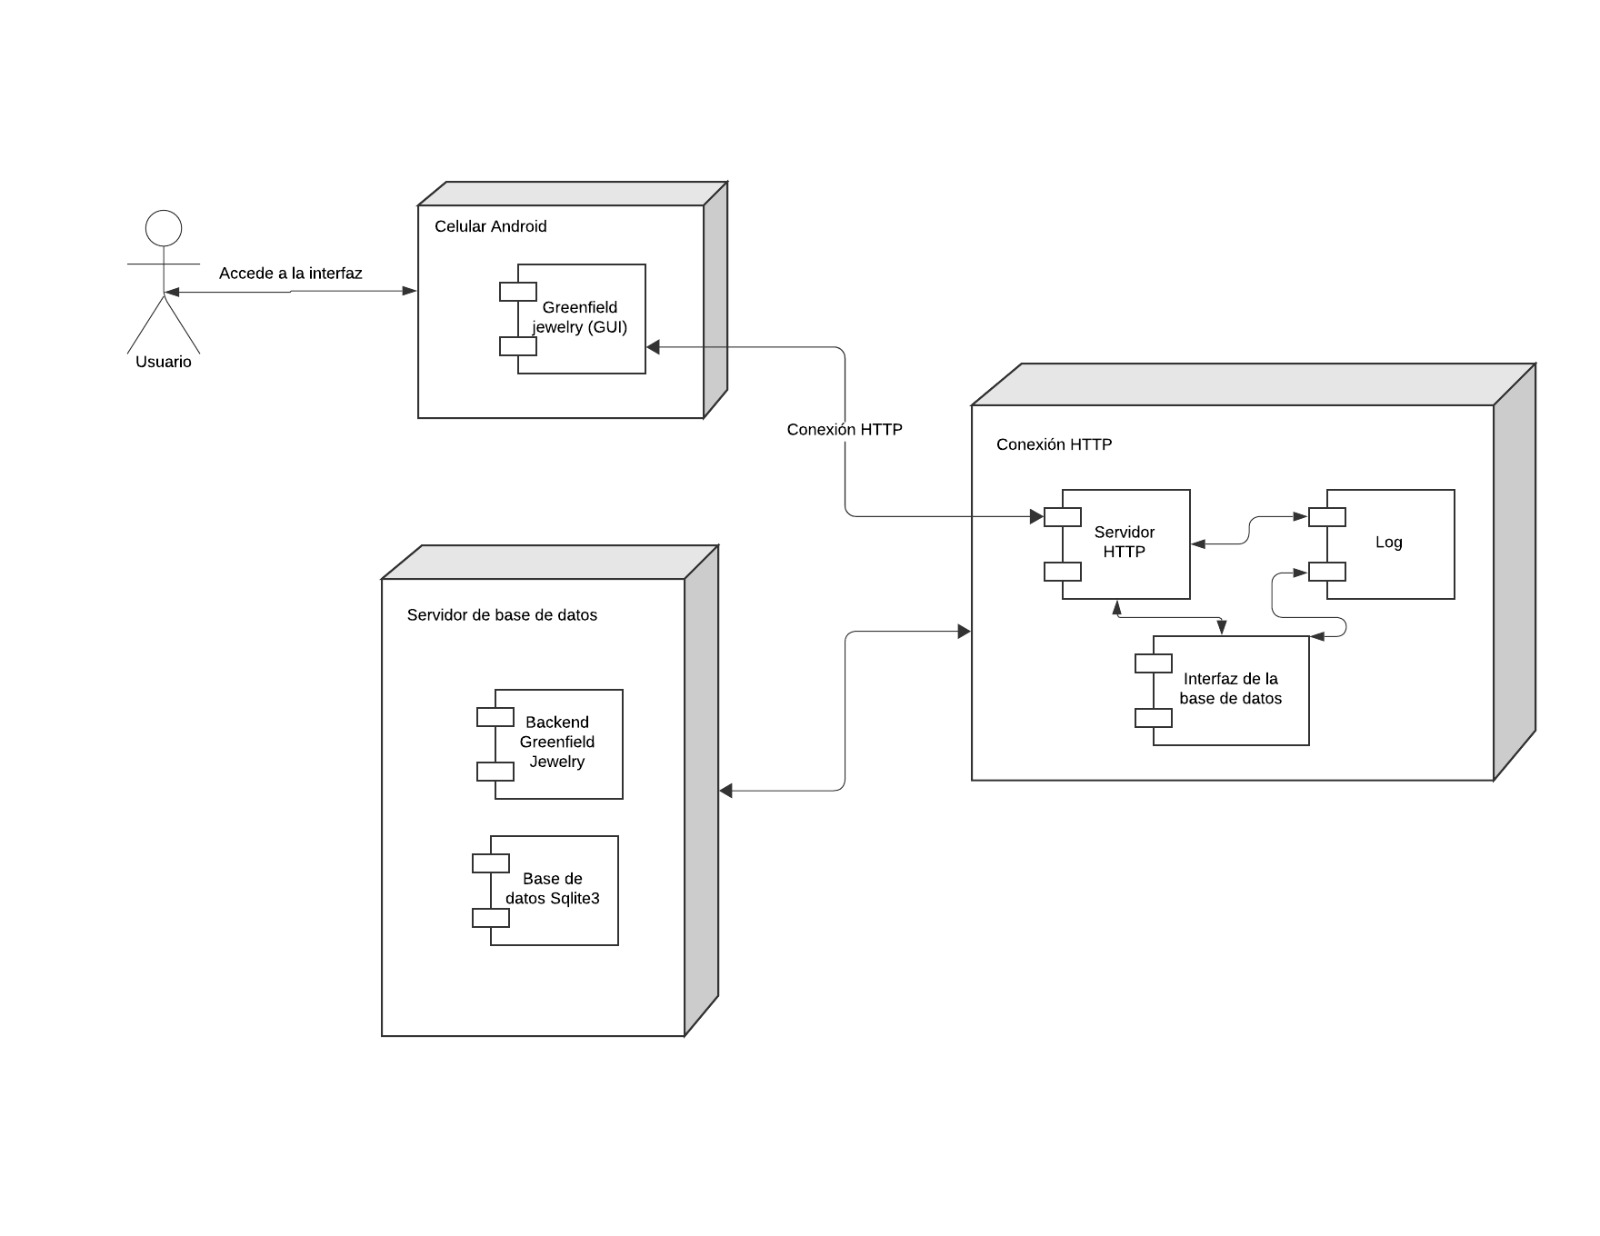 Celular Android
Accede a la interfaz
Greenfield
jewelry (GUI)
Usuario
Conexión HTTP
Conexión HTTP
Servidor
HTTP
Log
Interfaz de la
base de datos
Servidor de base de datos
Backend
Greenfield
Jewelry
Base de
datos Sqlite3